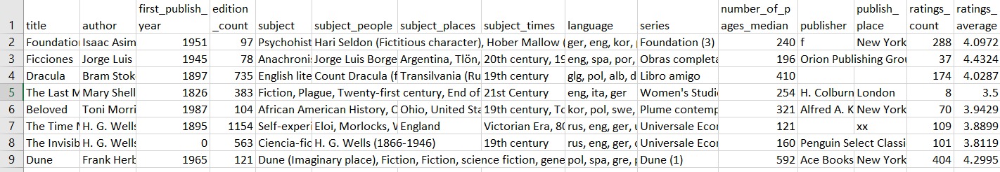 1 title author first_publish_year edition_count subject subject_people subject_places subject_times language series number_of_pages_median publisher publish_place ratings_count ratings_average
2 Foundation Isaac Asim 1951 97 Psychohist Hari Seldon (Fictitious character), Hober Mallow ( ger, eng, kor, Foundation (3) 240 f New York 288 4.0972
3 Ficciones Jorge Luis 1945 78 Anachronis Jorge Luis Borge Argentina, Tlön, 20th century, 19 eng, spa, por, Obras completa 196 Orion Publishing Grou 37 4.4324
4 Dracula Bram Stok 1897 735 English lite Count Dracula (f Transilvania (Ru 19th century glg, pol, alb, d Libro amigo 410 174 4.0287
5 The Last M Mary Shell 1826 383 Fiction, Plague, Twenty-first century, End of 21st Century eng, ita, ger Women's Studi 254 H. Colburn London 8 3.5
6 Beloved Toni Morri 1987 104 African American History, C Ohio, United Sta 19th century, To kor, pol, swe, Plume contemp 321 Alfred A. K New York 70 3.9429
7 The Time M H. G. Wells 1895 1154 Self-experi Eloi, Morlocks, W England Victorian Era, 80 rus, eng, ger, u Universale Econ 121 xx 109 3.8899
8 The Invisib H. G. Wells 0 563 Ciencia-fic H. G. Wells (1866-1946) 19th century rus, eng, ger, c Universale Econ 160 Penguin Select Classi 101 3.8119
9 Dune Frank Herb 1965 121 Dune (Imaginary place), Fiction, Fiction, science fiction, gene pol, spa, gre, p Dune (1) 592 Ace Books New York 404 4.2995